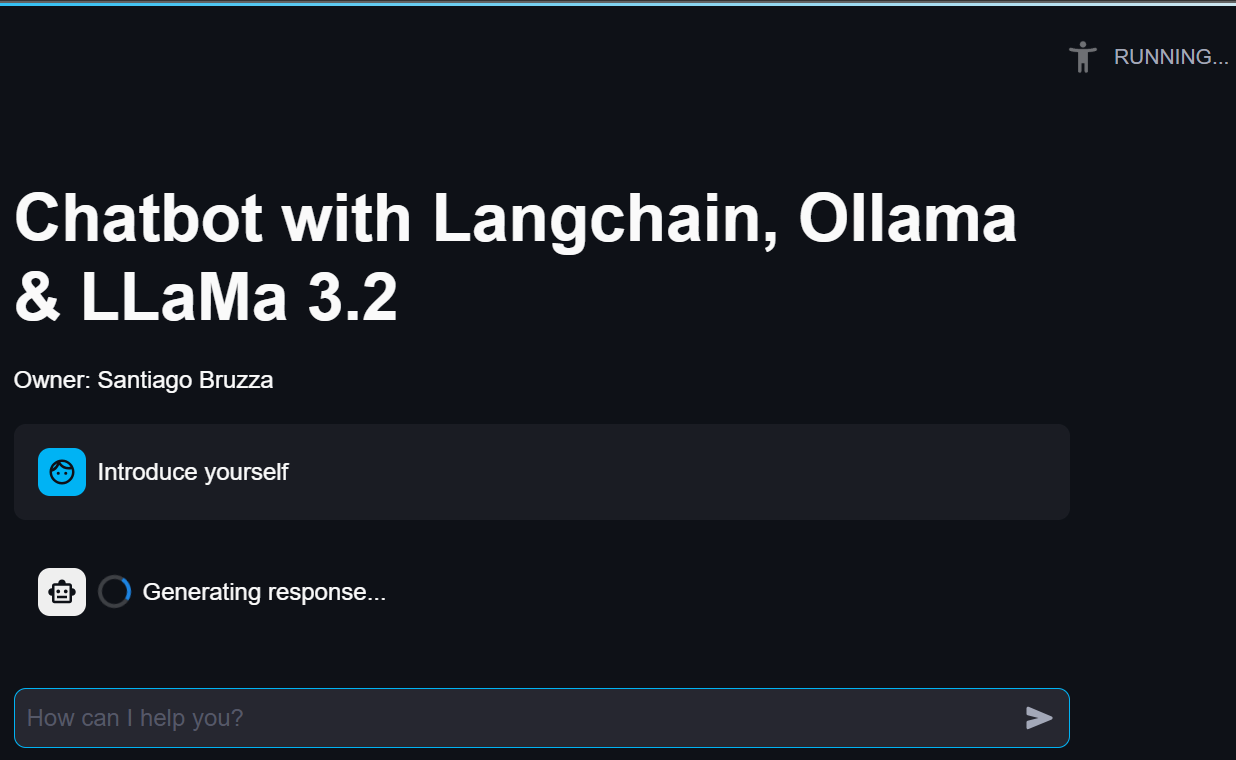 RUNNING...
Chatbot with Langchain, Ollama
& LLaMa 3.2
Owner: Santiago Bruzza
Introduce yourself
Generating response...
How can I help you?